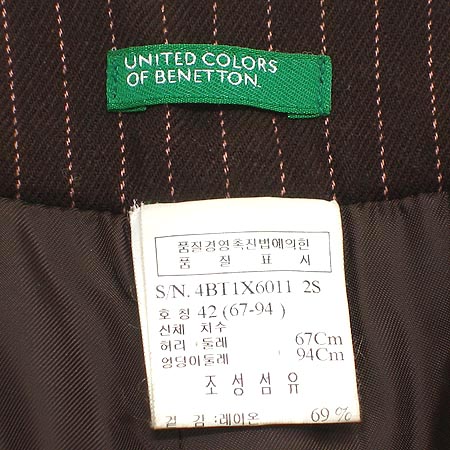 UNITED COLORS
OF BENETTON.
품질경영촉진법에의한
품 질 표 시
S/N. 4BT1X6011 2S
호 칭 42 (67-94 )
신체 치수
허리 둘레 67Cm
엉덩이둘레 94Cm
조 성 섬 유
겉 감 :레이온 69 %